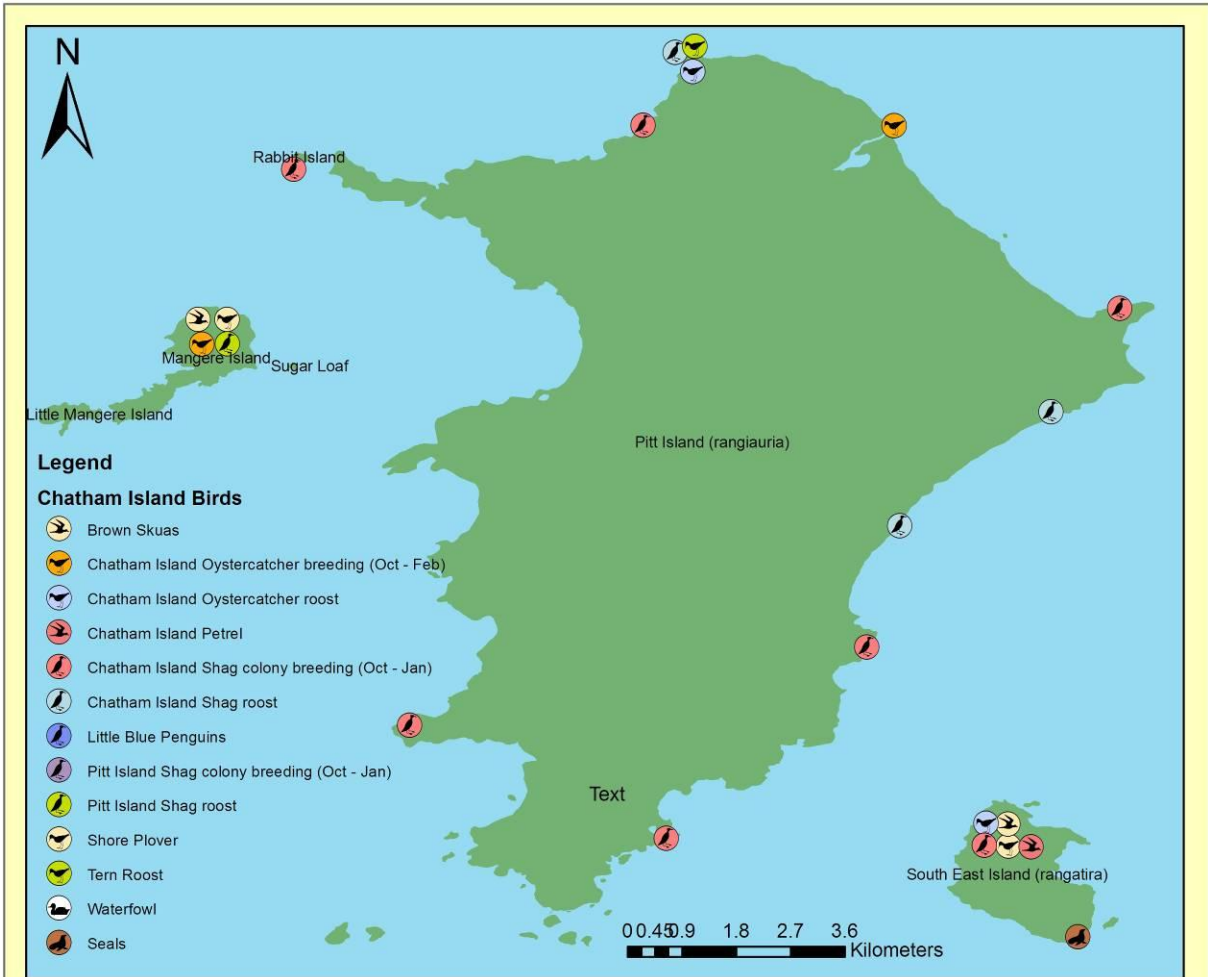 N
Rabbit Island
Mangere Island
Sugar Loaf
Little Mangere Island
Pitt Island (rangiauria)
Legend
Chatham Island Birds
Brown Skuas
Chatham Island Oystercatcher breeding (Oct - Feb)
Chatham Island Oystercatcher roost
Chatham Island Petrel
Chatham Island Shag colony breeding (Oct - Jan)
Chatham Island Shag roost
Little Blue Penguins
Pitt Island Shag colony breeding (Oct - Jan)
Pitt Island Shag roost
Shore Plover
Tern Roost
Waterfowl
Seals
Text
South East Island (rangatira)
0 0.45 0.9 1.8 2.7 3.6
Kilometers